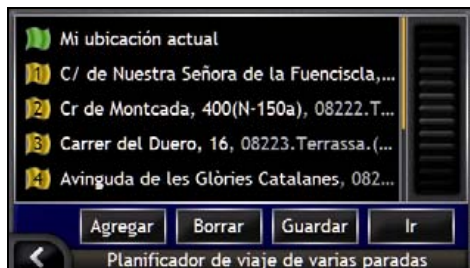 Mi ubicación actual
1 C/ de Nuestra Señora de la Fuenciscla,...
2 Cr de Montcada, 400(N-150a), 08222.T...
3 Carrer del Duero, 16, 08223.Terrassa.(...
4 Avinguda de les Glòries Catalanes, 082...
Agregar Borrar Guardar Ir
Planificador de viaje de varias paradas